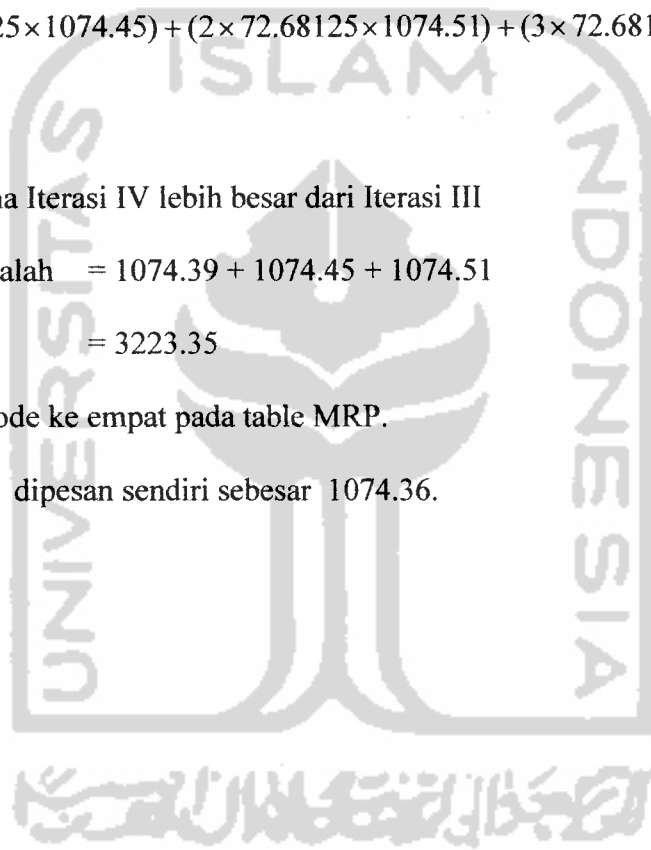 25×1074.45)+(2×72.68125×1074.51)+(3×72.681
ISLAM
UNIVERSITAS
INDONESIA
na Iterasi IV lebih besar dari Iterasi III
alah = 1074.39 + 1074.45 + 1074.51
= 3223.35
ode ke empat pada table MRP.
dipesan sendiri sebesar 1074.36.